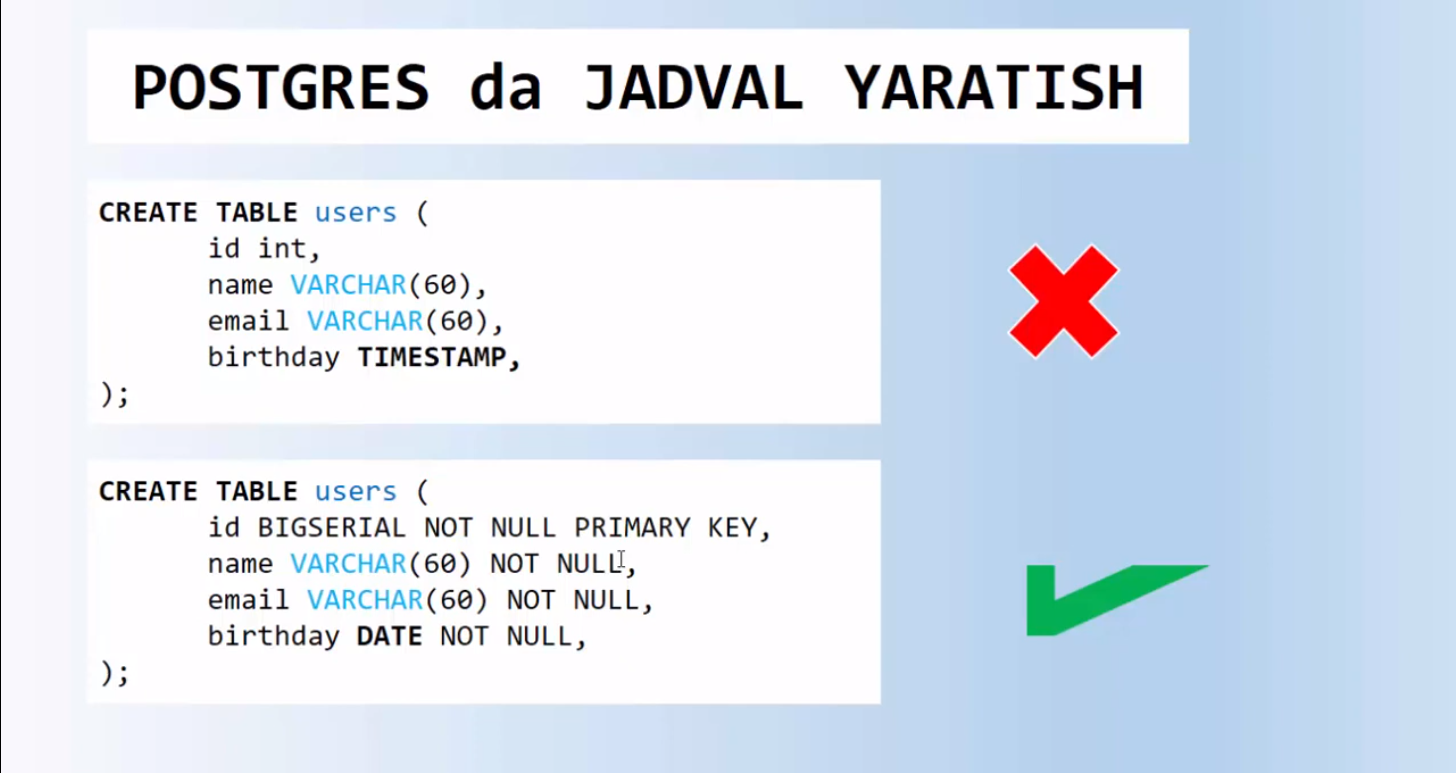 POSTGRES da JADVAL YARATISH
CREATE TABLE users (
id int,
name VARCHAR(60),
email VARCHAR(60),
birthday TIMESTAMP,
);
CREATE TABLE users (
id BIGSERIAL NOT NULL PRIMARY KEY,
name VARCHAR(60) NOT NULL,
email VARCHAR(60) NOT NULL,
birthday DATE NOT NULL,
);